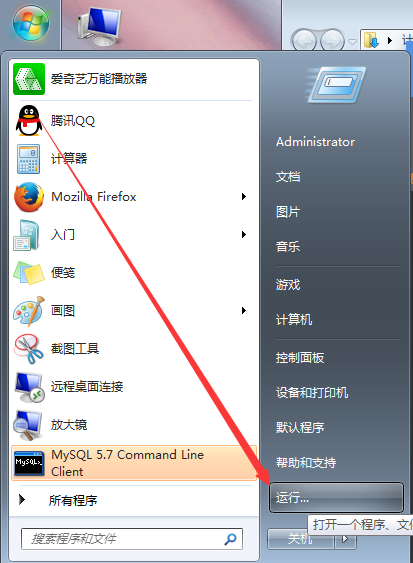 计
爱奇艺万能播放器
腾讯QQ
计算器
Mozilla Firefox
入门
便笺
画图
截图工具
远程桌面连接
放大镜
MySQL 5.7 Command Line
Client
所有程序
搜索程序和文件
Administrator
文档
图片
音乐
游戏
计算机
控制面板
设备和打印机
默认程序
帮助和支持
运行...
打开一个程序、文件
关机